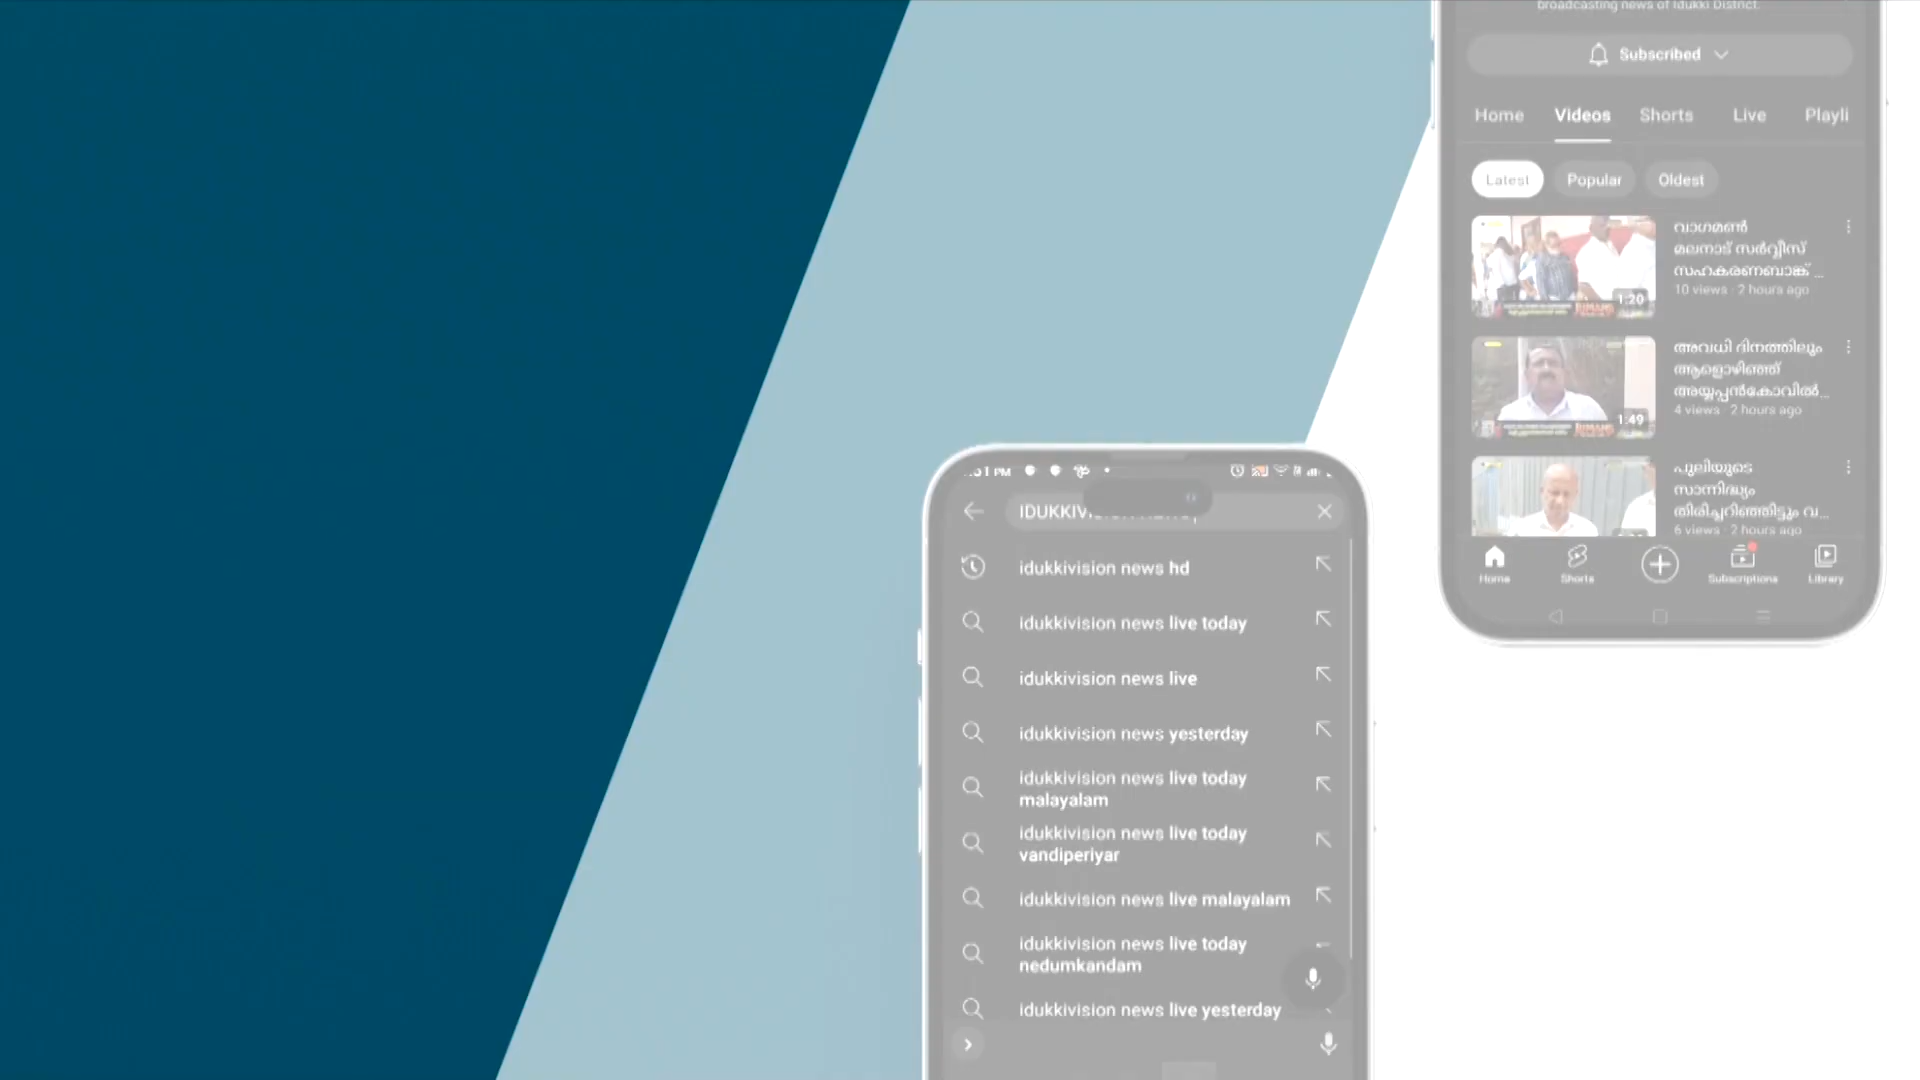 broadcasting news of Idukki District.
Subscribed
Home Videos Shorts Live Playli
Latest Popular Oldest
വാഗമൺ
മലനാട് സർവ്വീസ്
സഹകരണബാങ്ക് ...
10 views · 2 hours ago
1:20
അവധി ദിനത്തിലും
ആളൊഴിഞ്ഞ്
അയ്യപ്പൻകോവിൽ...
4 views · 2 hours ago
1:49
പുലിയുടെ
സാന്നിദ്ധ്യം
തിരിച്ചറിഞ്ഞിട്ടും വ...
6 views · 2 hours ago
Home Shorts Subscriptions Library
IDUKKIV
idukkivision news hd
idukkivision news live today
idukkivision news live
idukkivision news yesterday
idukkivision news live today
malayalam
idukkivision news live today
vandiperiyar
idukkivision news live malayalam
idukkivision news live today
nedumkandam
idukkivision news live yesterday